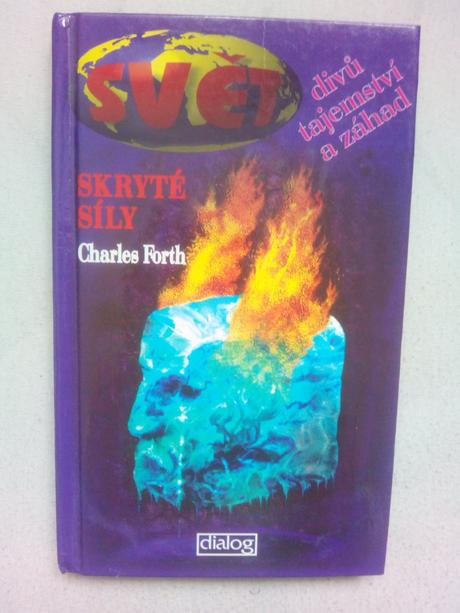 SVĚT
divů
tajemství
a záhad
SKRYTÉ
SÍLY
Charles Forth
dialog